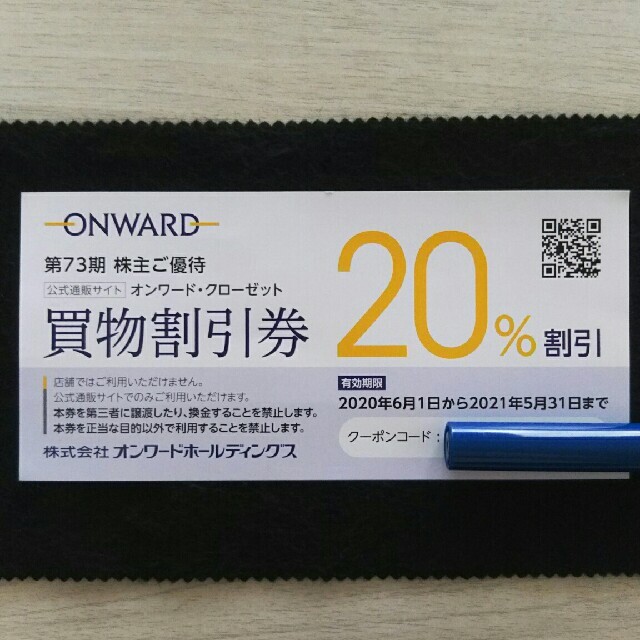 ONWARD
第73期 株主ご優待
公式通販サイト オンワード・クローゼット
買物割引券
20%割引
店舗ではご利用いただけません。
公式通販サイトでのみご利用いただけます。
本券を第三者に譲渡したり、換金することを禁止します。
本券を正当な目的以外で利用することを禁止します。
株式会社 オンワードホールディングス
有効期限
2020年6月1日から2021年5月31日まで
クーポンコード：